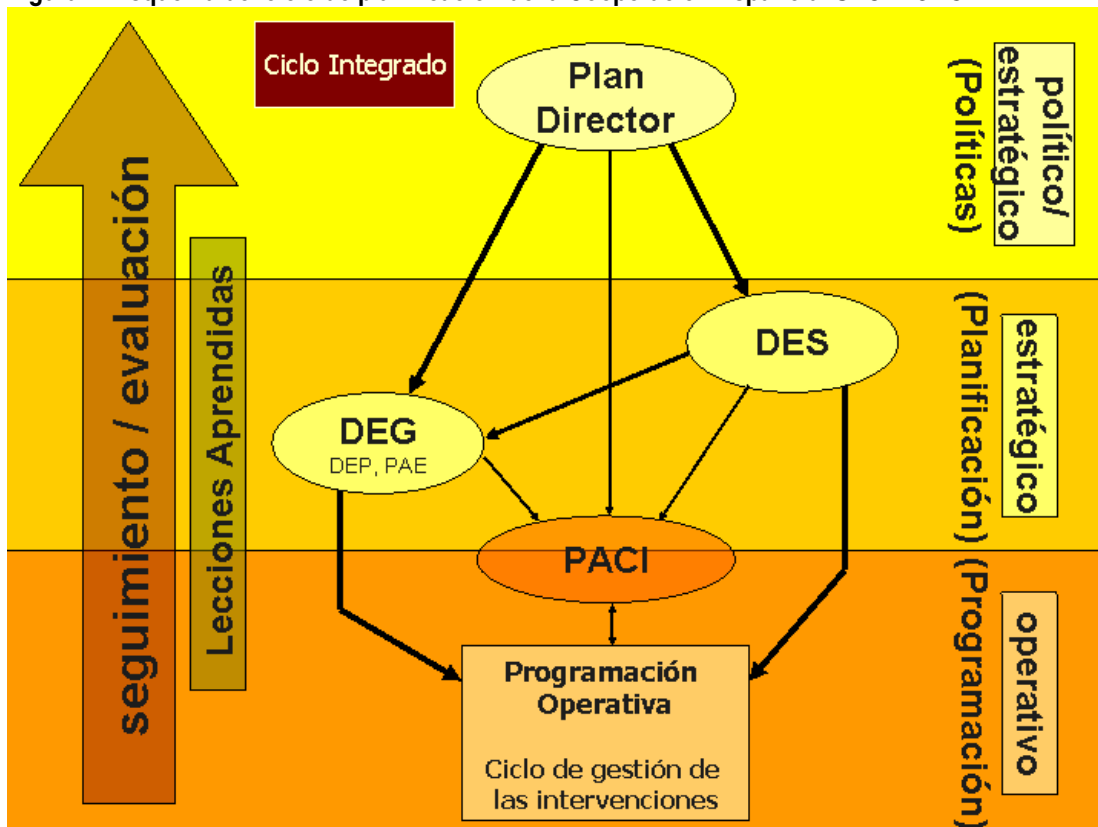 Ciclo Integrado
Plan
Director
político/
estratégico
(Políticas)
seguimiento / evaluación
Lecciones Aprendidas
DES
DEG
DEP, PAE
estratégico
(Planificación)
PACI
operativo
(Programación)
Programación
Operativa
Ciclo de gestión de
las intervenciones